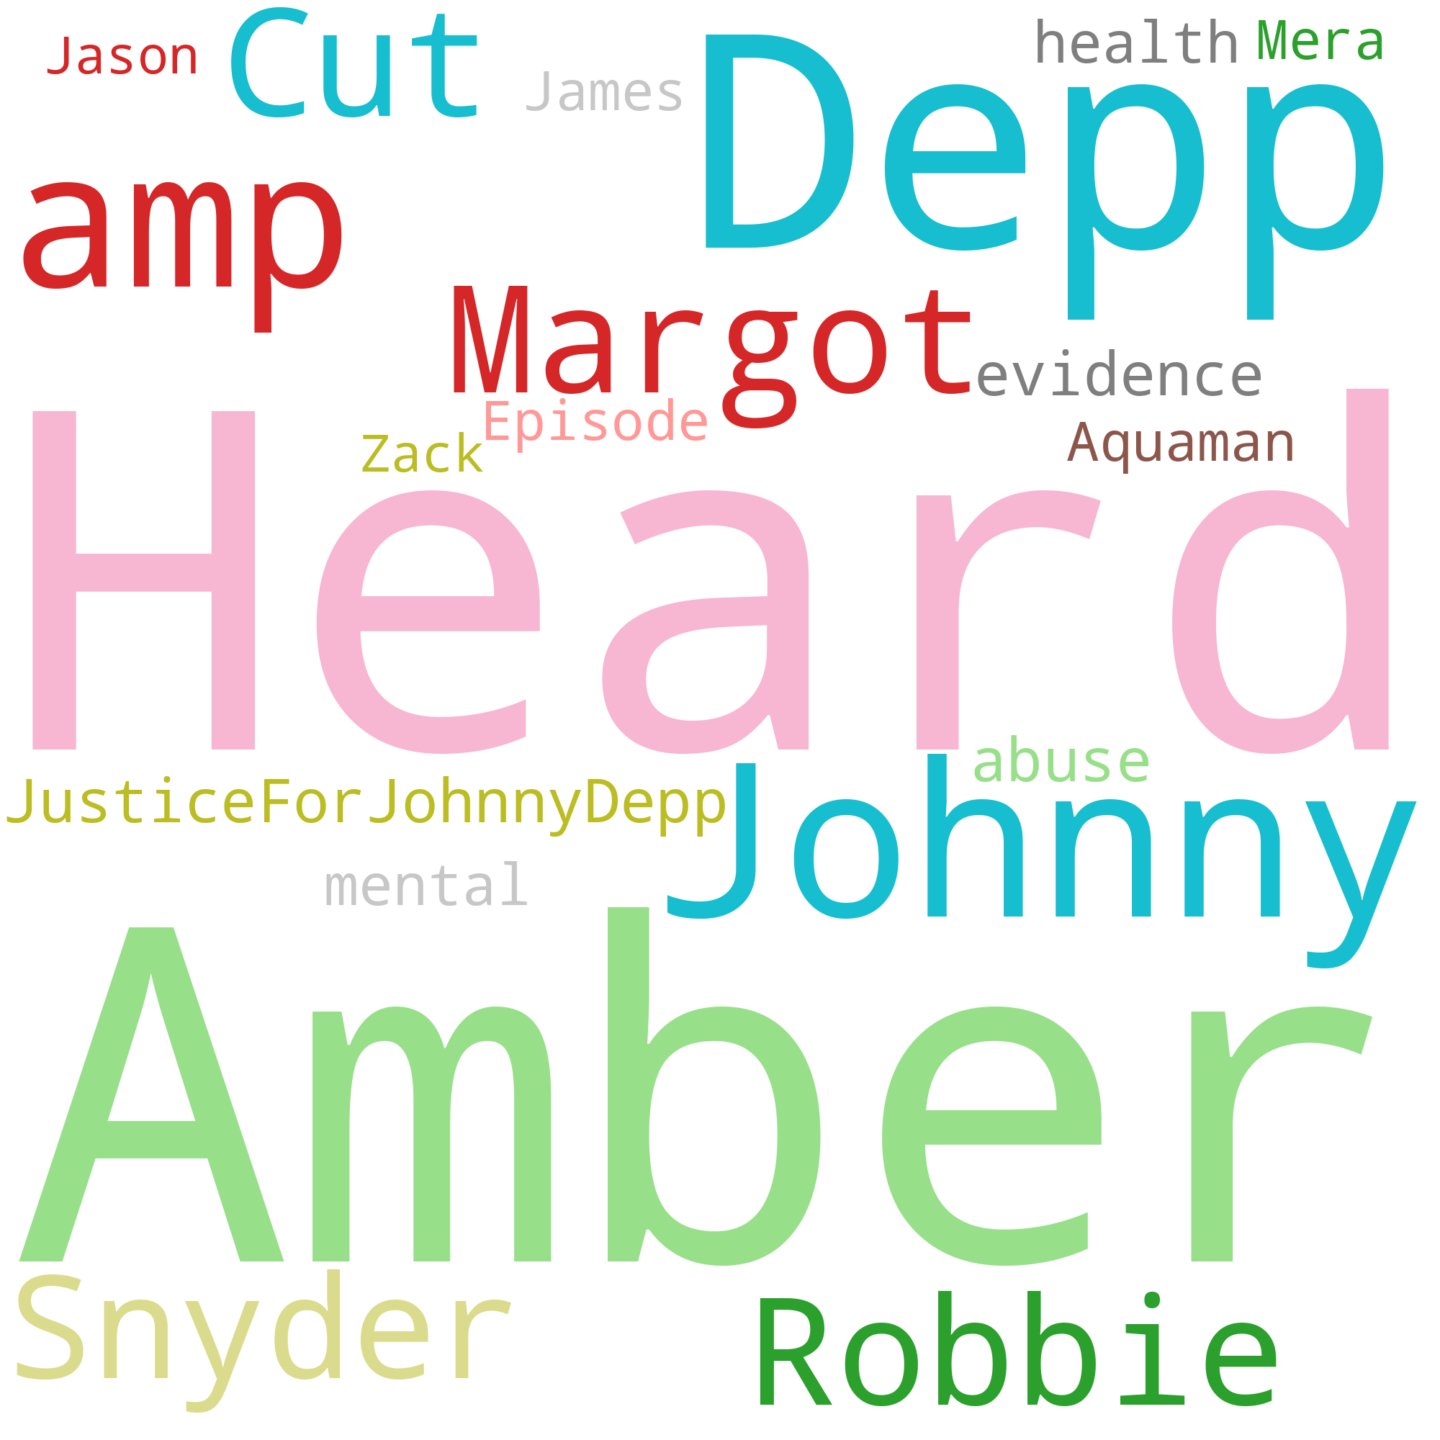 Jason
Cut
James
Depp
health
Mera
amp
Margot
evidence
Episode
Zack
Aquaman
Heard
abuse
JusticeForJohnnyDepp
Johnny
mental
Amber
Snyder
Robbie